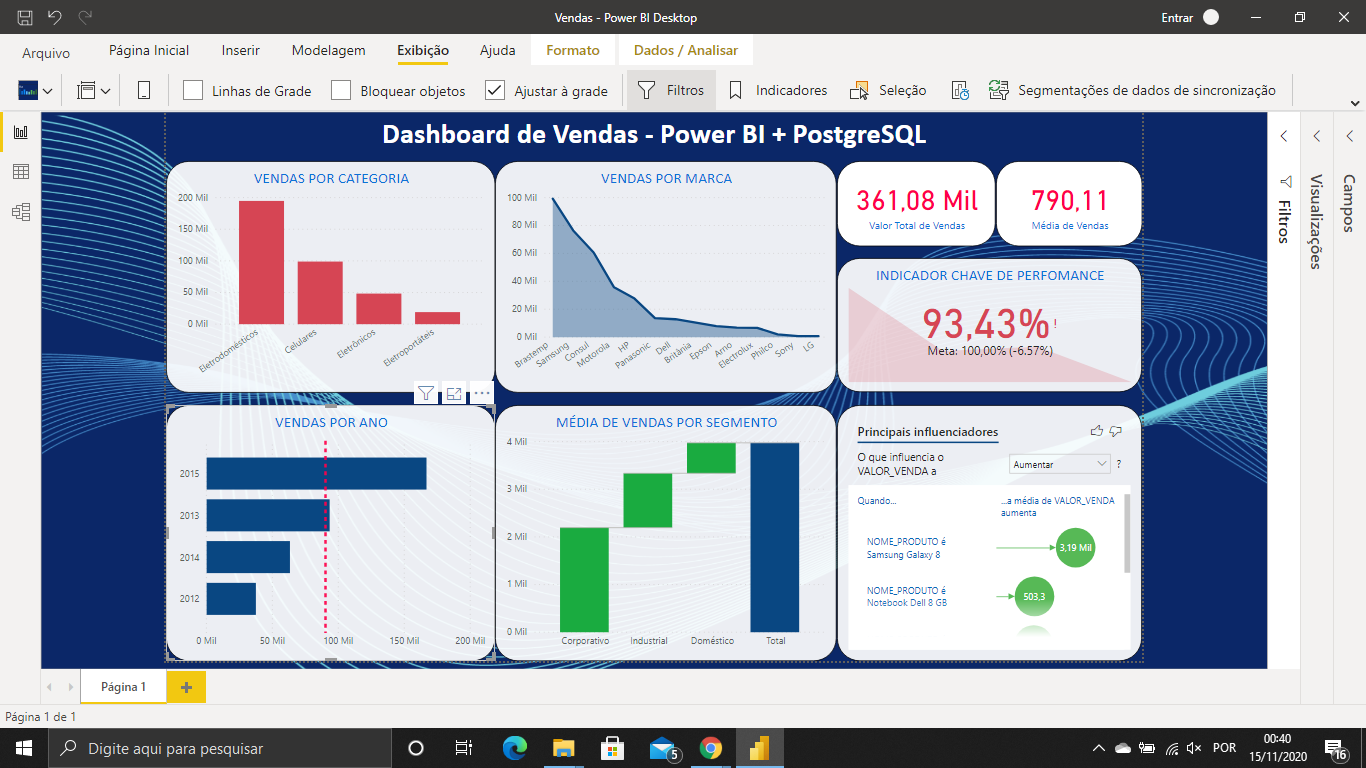 Vendas - Power BI Desktop
Entrar
Arquivo
Página Inicial
Inserir
Modelagem
Exibição
Ajuda
Formato
Dados / Analisar
Linhas de Grade
Bloquear objetos
Ajustar à grade
Filtros
Indicadores
Seleção
Segmentações de dados de sincronização
Dashboard de Vendas - Power BI + PostgreSQL
VENDAS POR CATEGORIA
200 Mil
150 Mil
100 Mil
50 Mil
0 Mil
Eletrodomésticos
Celulares
Eletrônicos
Eletroportáteis
VENDAS POR MARCA
100 Mil
80 Mil
60 Mil
40 Mil
20 Mil
0 Mil
Brastemp
Samsung
Consul
Motorola
HP
Panasonic
Dell
Britânia
Epson
Arno
Electrolux
Philco
Sony
LG
361,08 Mil
Valor Total de Vendas
790,11
Média de Vendas
INDICADOR CHAVE DE PERFOMANCE
93,43%!
Meta: 100,00% (-6.57%)
VENDAS POR ANO
2015
2013
2014
2012
0 Mil
50 Mil
100 Mil
150 Mil
200 Mil
MÉDIA DE VENDAS POR SEGMENTO
4 Mil
3 Mil
2 Mil
1 Mil
0 Mil
Corporativo
Industrial
Doméstico
Total
Principais influenciadores
O que influencia o
VALOR_VENDA a
Aumentar
?
Quando...
...a média de VALOR_VENDA
aumenta
NOME_PRODUTO é
Samsung Galaxy 8
3,19 Mil
NOME_PRODUTO é
Notebook Dell 8 GB
503,3
Filtros
Visualizações
Campos
Página 1
Página 1 de 1
Digite aqui para pesquisar
5
POR
00:40
15/11/2020
16